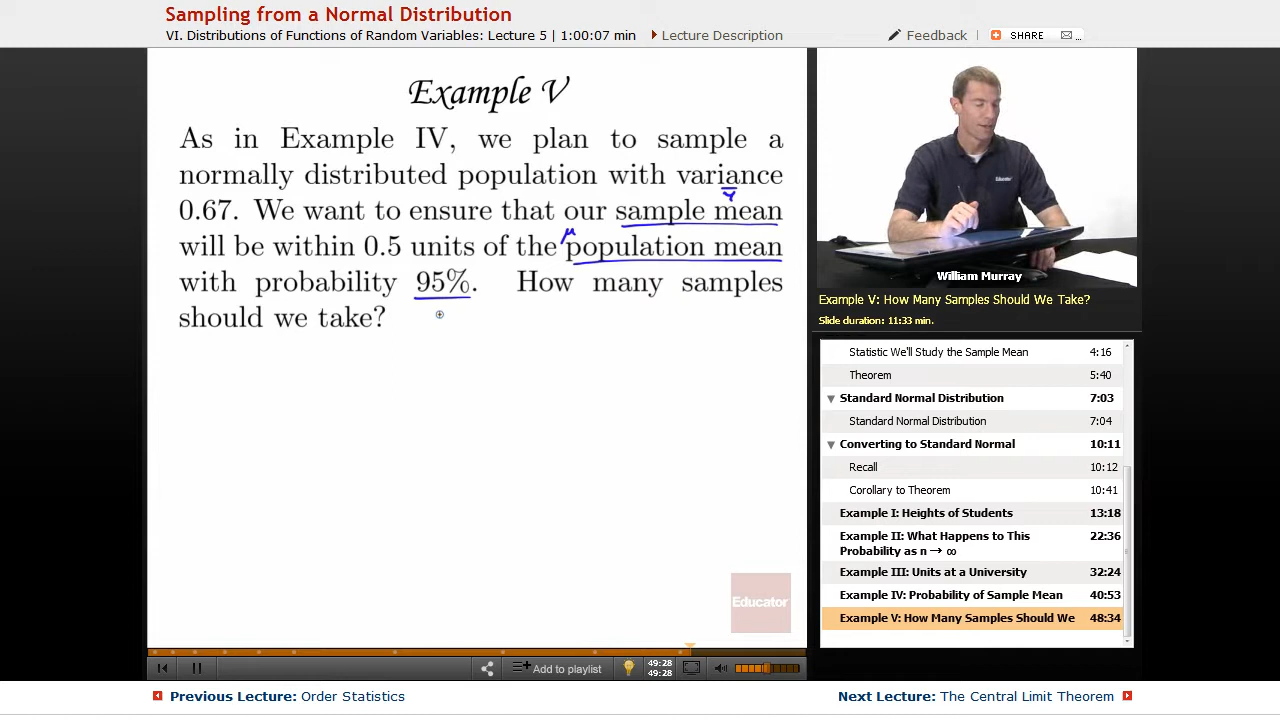 Sampling from a Normal Distribution
VI. Distributions of Functions of Random Variables: Lecture 5 | 1:00:07 min
Lecture Description
Feedback
SHARE
Example V
As in Example IV, we plan to sample a
normally distributed population with variance
0.67. We want to ensure that our sample mean
will be within 0.5 units of the population mean
with probability 95%. How many samples
should we take?
μ
Educator
William Murray
Example V: How Many Samples Should We Take?
Slide duration: 11:33 min.
Statistic We'll Study the Sample Mean 4:16
Theorem 5:40
Standard Normal Distribution 7:03
Standard Normal Distribution 7:04
Converting to Standard Normal 10:11
Recall 10:12
Corollary to Theorem 10:41
Example I: Heights of Students 13:18
Example II: What Happens to This 22:36
Probability as n → ∞
Example III: Units at a University 32:24
Example IV: Probability of Sample Mean 40:53
Example V: How Many Samples Should We 48:34
Add to playlist
49:28
49:28
Previous Lecture: Order Statistics
Next Lecture: The Central Limit Theorem